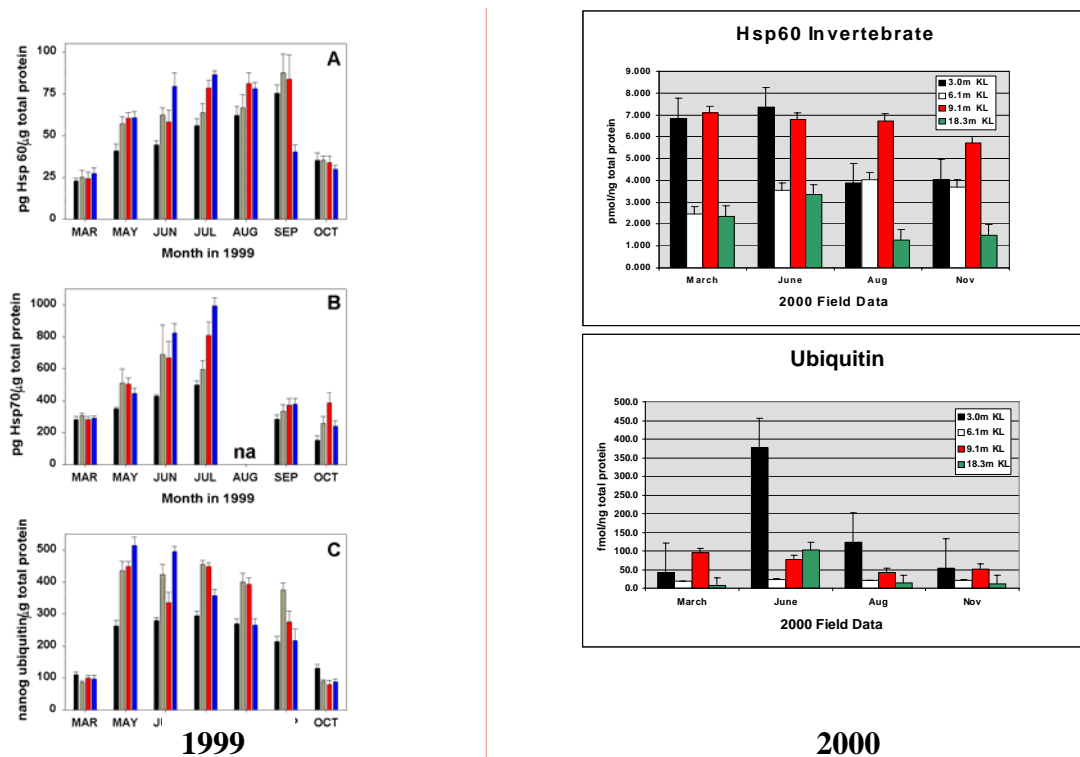 A
pg Hsp 60/µg total protein
100
75
50
25
0
MAR MAY JUN JUL AUG SEP OCT
Month in 1999
B
pg Hsp70/µg total protein
1000
800
600
400
200
0
na
MAR MAY JUN JUL AUG SEP OCT
Month in 1999
C
nanog ubiquitin/µg total protein
500
400
300
200
100
0
MAR MAY OCT
1999
Hsp60 Invertebrate
pmol/ng total protein
9.000
8.000
7.000
6.000
5.000
4.000
3.000
2.000
1.000
0.000
3.0m KL
6.1m KL
9.1m KL
18.3m KL
March June Aug Nov
2000 Field Data
Ubiquitin
fmol/ng total protein
500.0
450.0
400.0
350.0
300.0
250.0
200.0
150.0
100.0
50.0
0.0
3.0m KL
6.1m KL
9.1m KL
18.3m KL
March June Aug Nov
2000 Field Data
2000